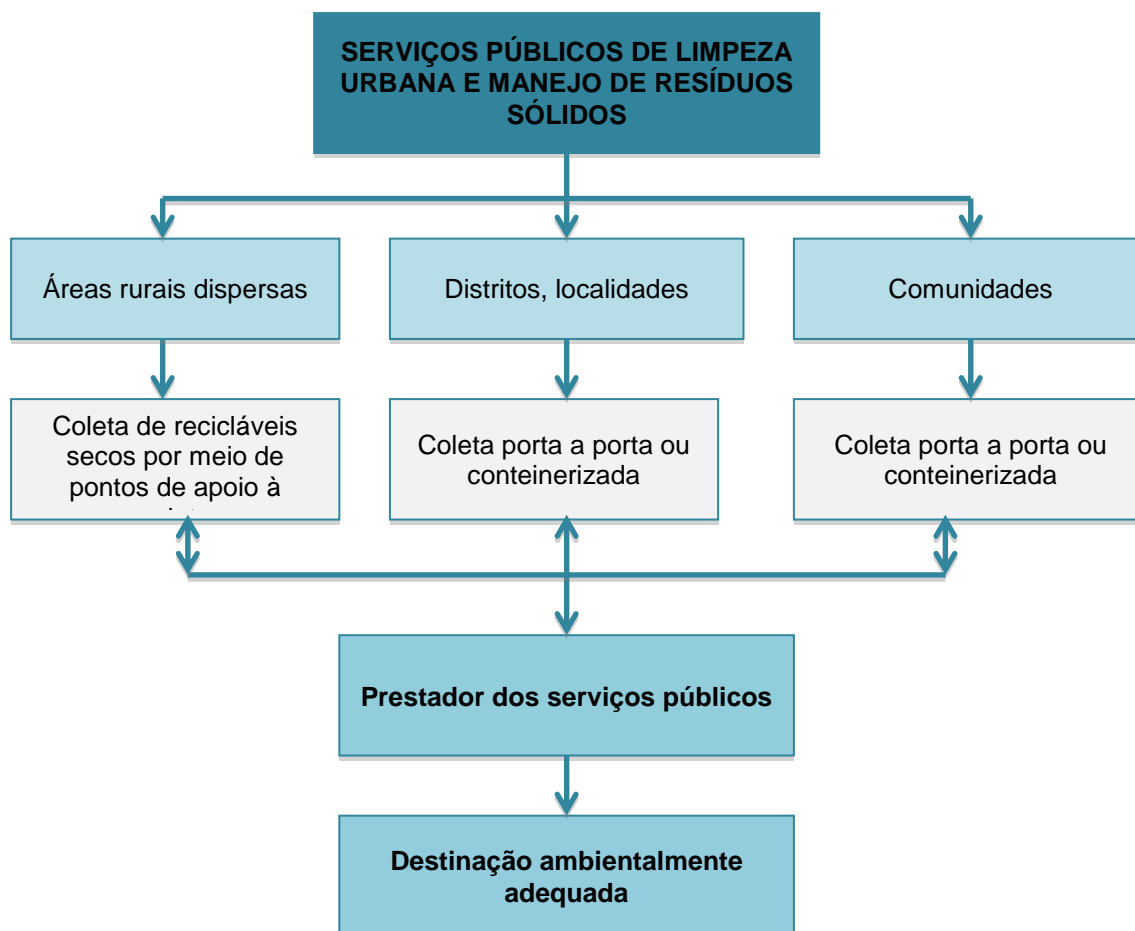 SERVIÇOS PÚBLICOS DE LIMPEZA
URBANA E MANEJO DE RESÍDUOS
SÓLIDOS
Áreas rurais dispersas
Distritos, localidades
Comunidades
Coleta de recicláveis
secos por meio de
pontos de apoio à
Coleta porta a porta ou
conteinerizada
Coleta porta a porta ou
conteinerizada
Prestador dos serviços públicos
Destinação ambientalmente
adequada